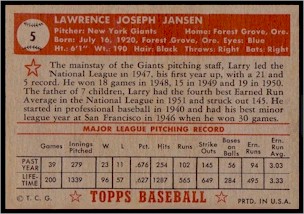 5
LAWRENCE JOSEPH JANSEN
Pitcher: New York Giants Home: Forest Grove, Ore.
Born: July 16, 1920, Forest Grove, Ore. Eyes: Blue
Ht.: 6'1" Wt.: 190 Hair: Black Throws: Right Bats: Right
The mainstay of the Giants pitching staff, Larry led the
National League in 1947, his first year up, with a 21 and
5 record. He won 18 games in 1948, 15 in 1949 and 19 in 1950.
The father of 7 children, Larry had the fourth best Earned Run
Average in the National League in 1951 and struck out 145. He
started in professional baseball in 1940 and had his best minor
league year at San Francisco in 1946 when he won 30 games.
MAJOR LEAGUE PITCHING RECORD
Games Innings Pitched W L Pct. Hits Runs Strike outs Bases on Balls Earn. Runs Ern. Run Avg.
PAST YEAR 39 279 23 11 .676 254 102 145 56 94 3.03
LIFE-TIME 200 1339 96 57 .627 1287 565 649 284 495 3.33
© T.C.G. TOPPS BASEBALL PRTD. IN U.S.A.